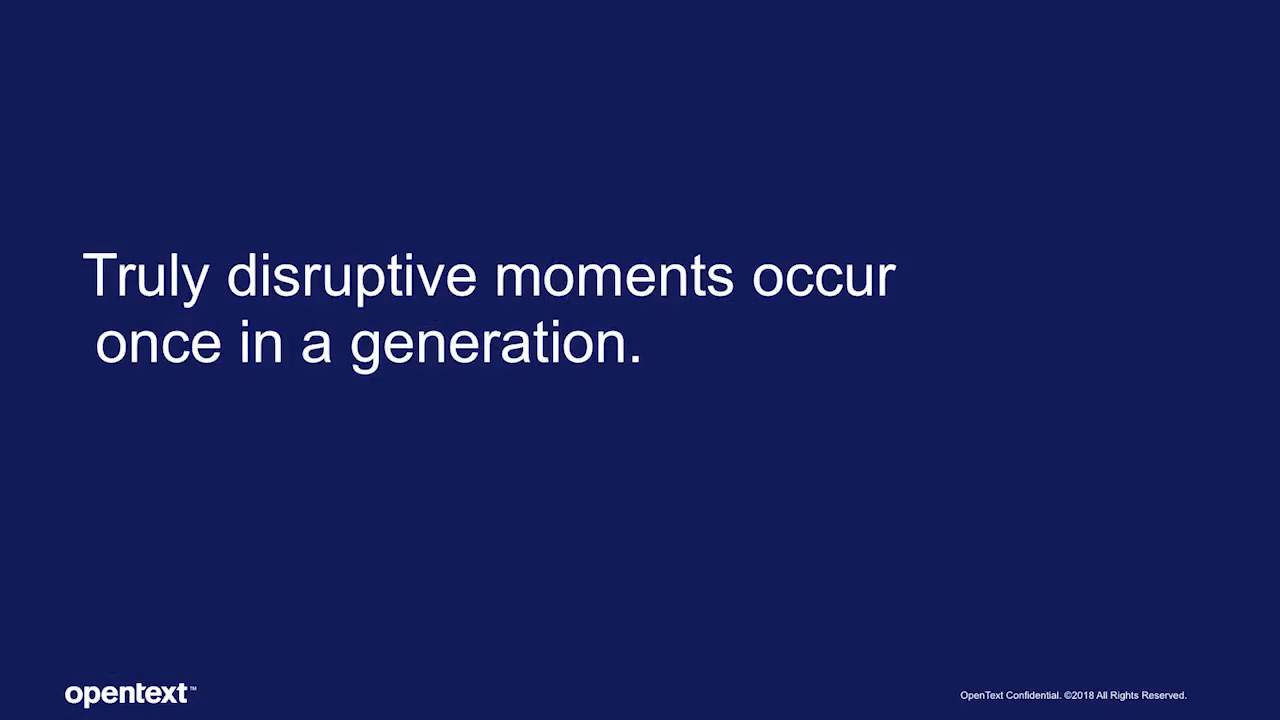 Truly disruptive moments occur
once in a generation.
opentext™
OpenText Confidential. ©2018 All Rights Reserved.